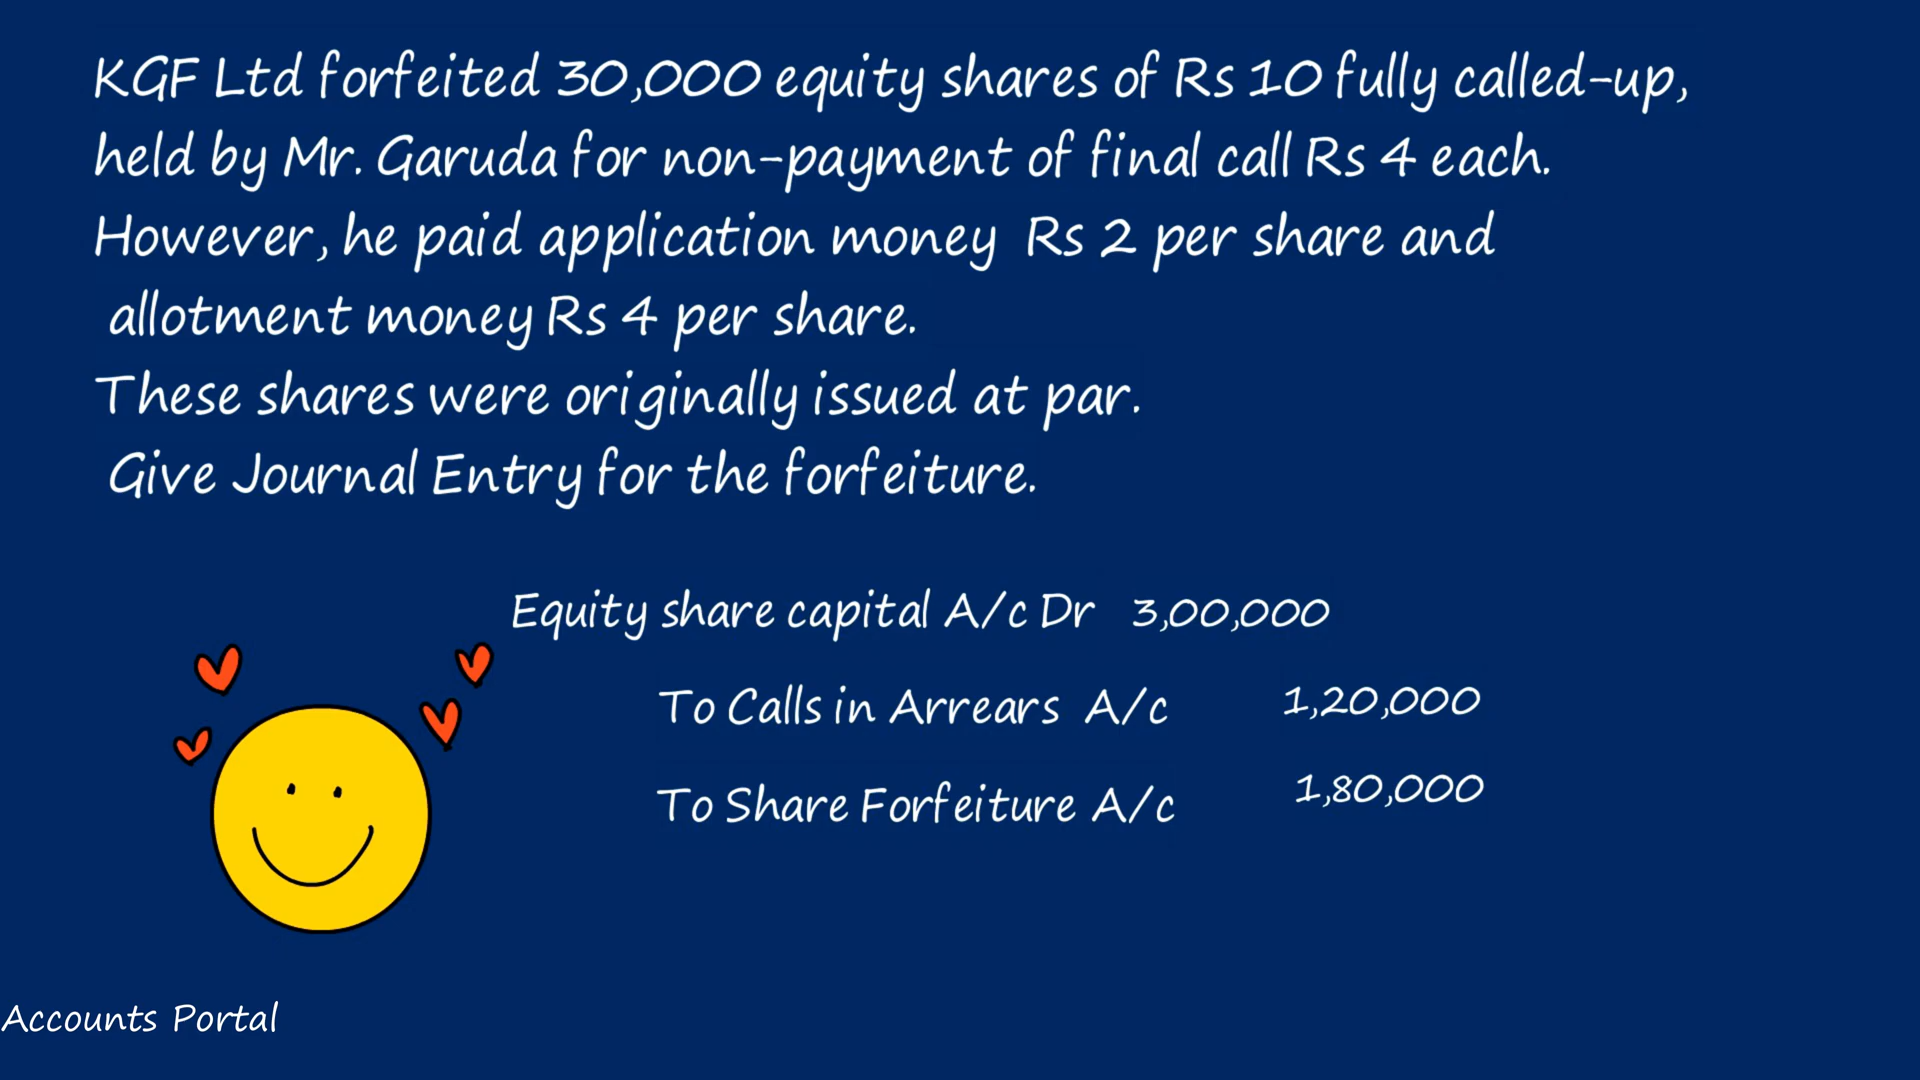 KGF Ltd forfeited 30,000 equity shares of Rs 10 fully called-up,
held by Mr. Garuda for non-payment of final call Rs 4 each.
However, he paid application money Rs 2 per share and
allotment money Rs 4 per share.
These shares were originally issued at par.
Give Journal Entry for the forfeiture.
Equity share capital A/c Dr 3,00,000
To Calls in Arrears A/c 1,20,000
To Share Forfeiture A/c 1,80,000
Accounts Portal